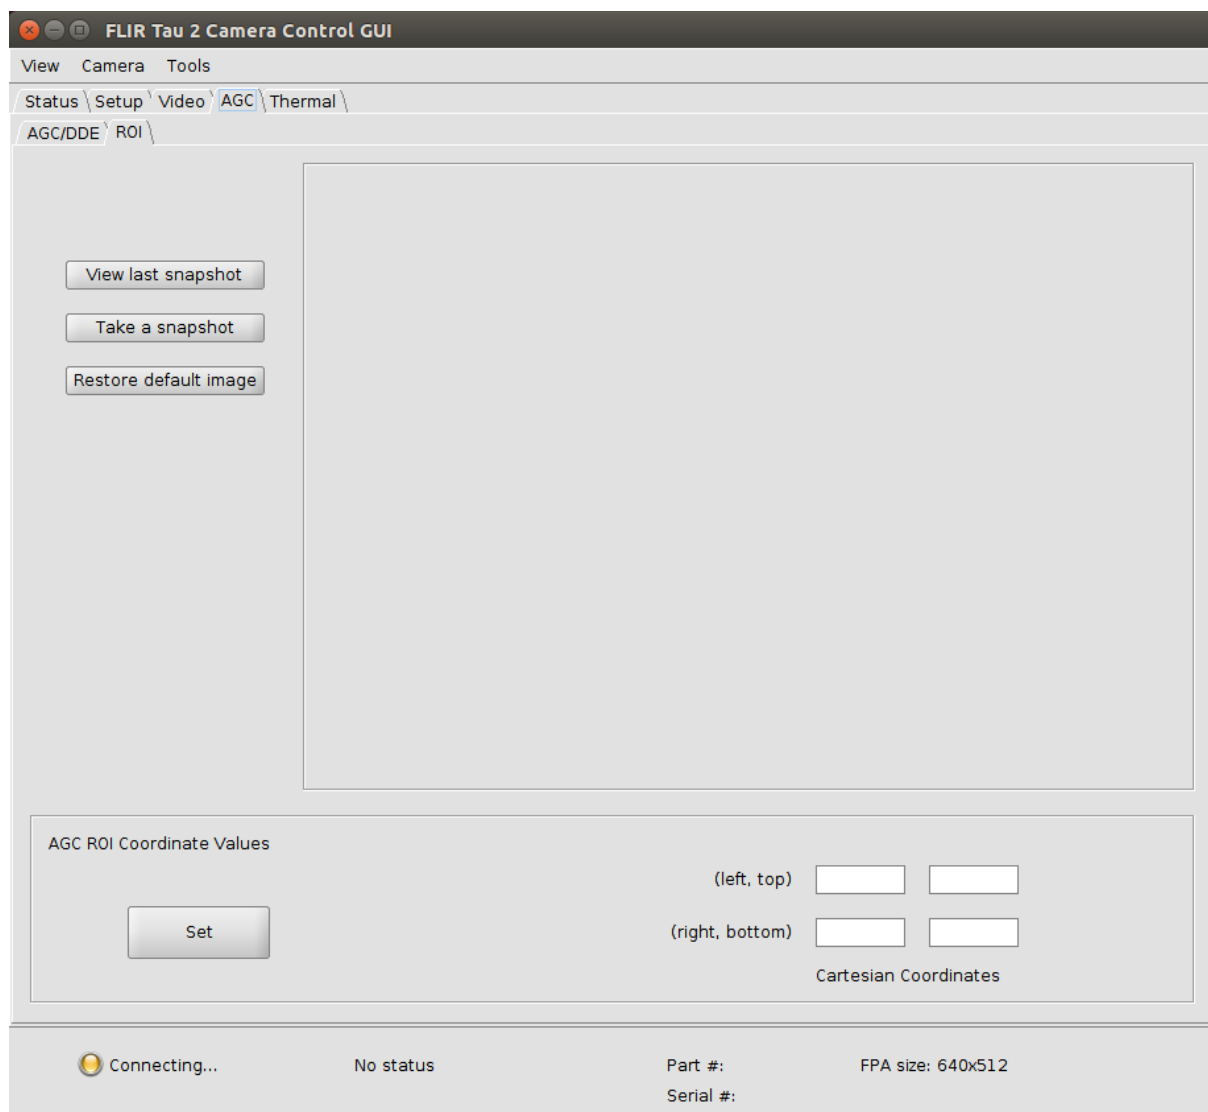 FLIR Tau 2 Camera Control GUI
View Camera Tools
Status Setup Video AGC Thermal
AGC/DDE ROI
View last snapshot
Take a snapshot
Restore default image
AGC ROI Coordinate Values
(left, top)
Set
(right, bottom)
Cartesian Coordinates
Connecting... No status Part #: FPA size: 640x512
Serial #: